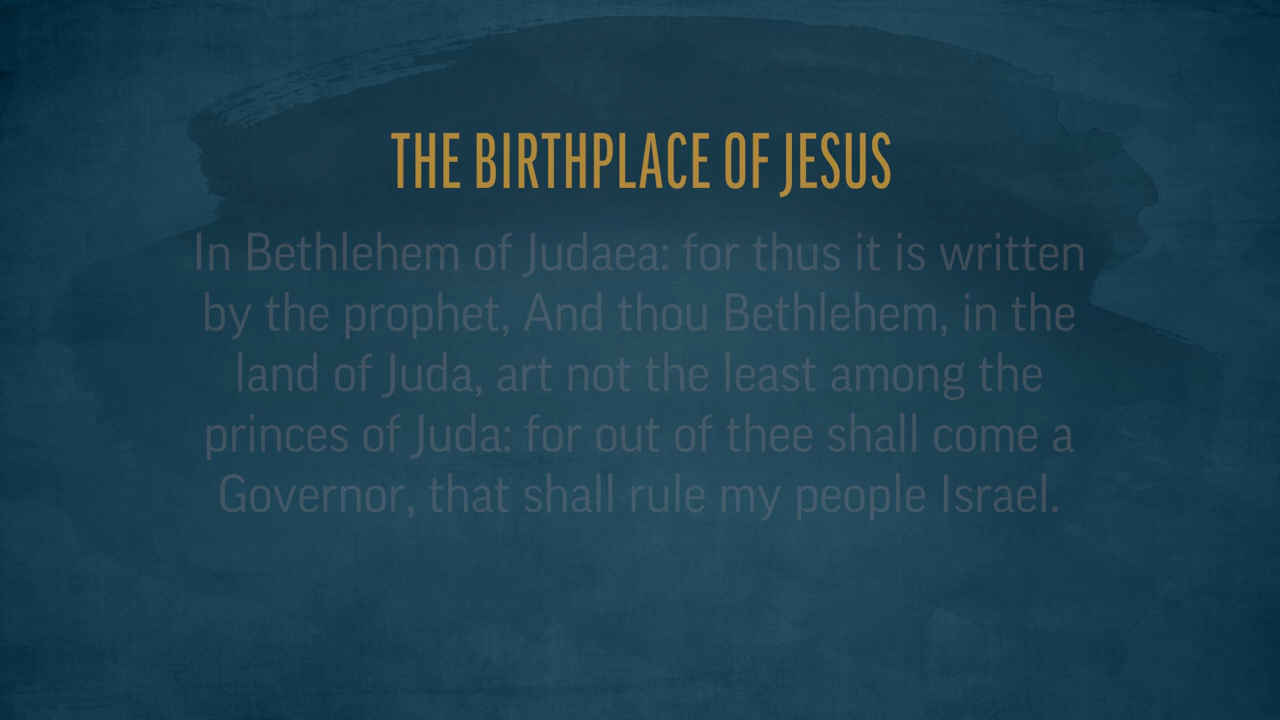 THE BIRTHPLACE OF JESUS
In Bethlehem of Judaea: for thus it is written
by the prophet, And thou Bethlehem, in the
land of Juda, art not the least among the
princes of Juda: for out of thee shall come a
Governor, that shall rule my people Israel.